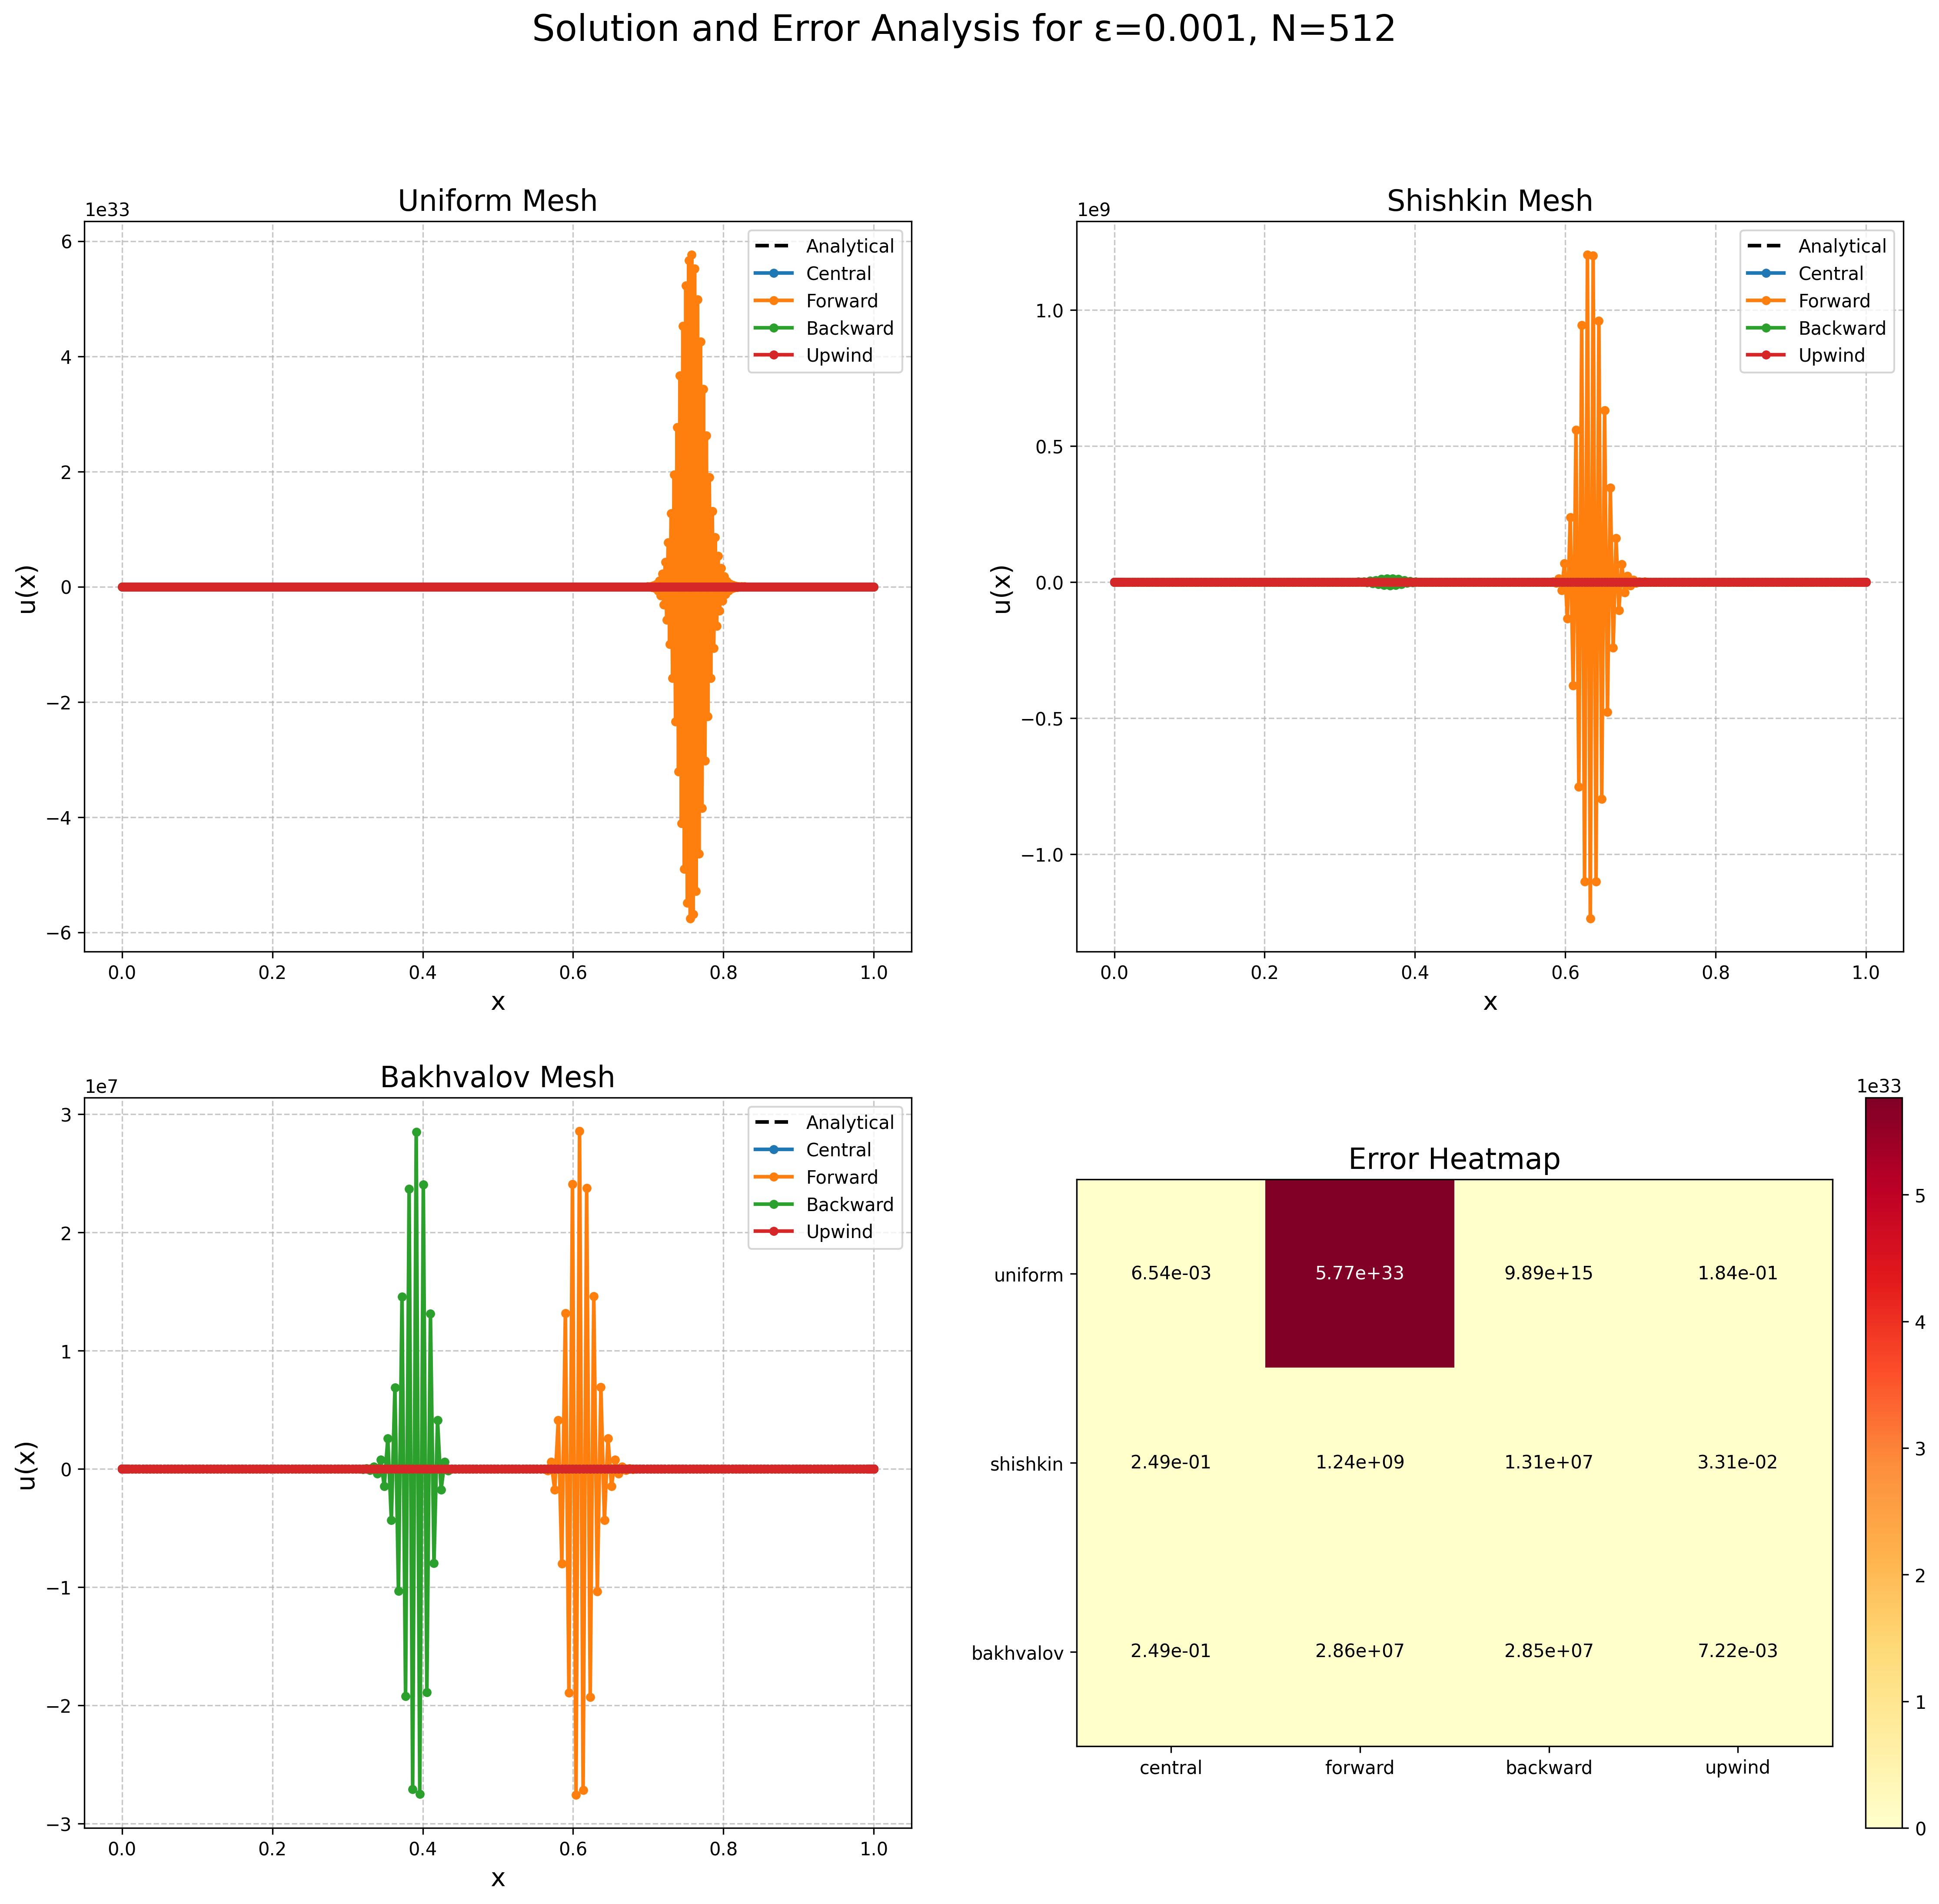 Solution and Error Analysis for ε=0.001, N=512
Uniform Mesh
1e33
6
4
2
0
−2
−4
−6
0.0 0.2 0.4 0.6 0.8 1.0
x
u(x)
Analytical
Central
Forward
Backward
Upwind
Shishkin Mesh
1e9
1.0
0.5
0.0
−0.5
−1.0
0.0 0.2 0.4 0.6 0.8 1.0
x
u(x)
Analytical
Central
Forward
Backward
Upwind
Bakhvalov Mesh
1e7
3
2
1
0
−1
−2
−3
0.0 0.2 0.4 0.6 0.8 1.0
x
u(x)
Analytical
Central
Forward
Backward
Upwind
Error Heatmap
uniform 6.54e-03 5.77e+33 9.89e+15 1.84e-01
shishkin 2.49e-01 1.24e+09 1.31e+07 3.31e-02
bakhvalov 2.49e-01 2.86e+07 2.85e+07 7.22e-03
central forward backward upwind
1e33
5
4
3
2
1
0